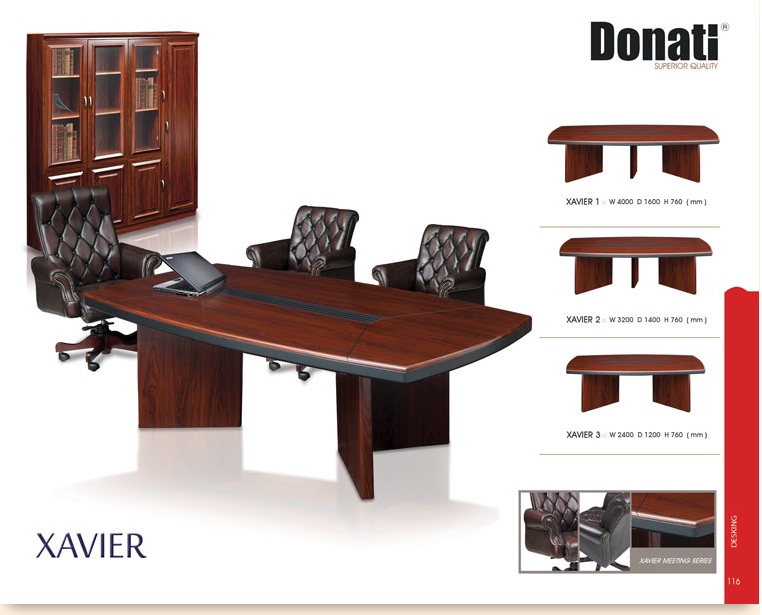 Donati®
SUPERIOR QUALITY
XAVIER 1 W 4000 D 1600 H 760 ( mm )
XAVIER 2 W 3200 D 1400 H 760 ( mm )
XAVIER 3 W 2400 D 1200 H 760 ( mm )
XAVIER
XAVIER MEETING SERIES
DESKING
116